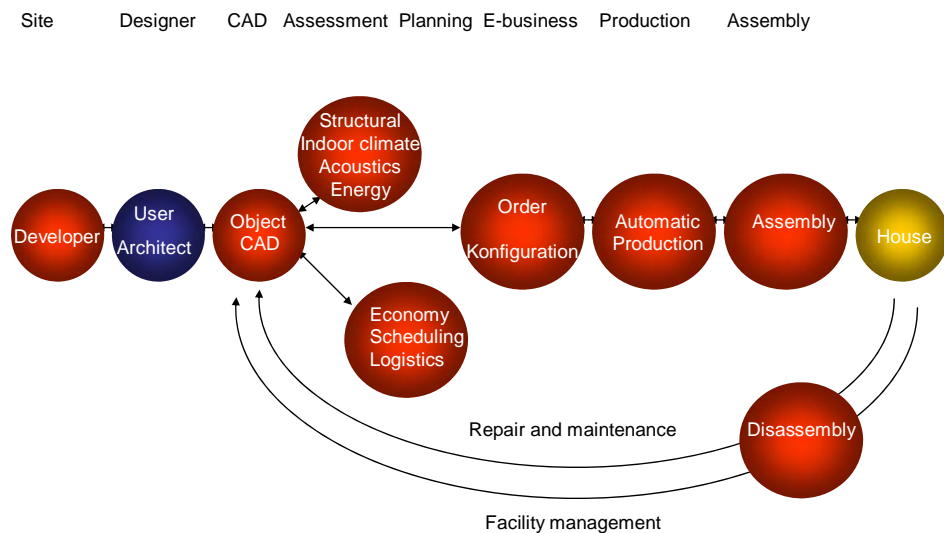 Site Designer CAD Assessment Planning E-business Production Assembly
Structural
Indoor climate
Acoustics
Energy
Developer
User
Architect
Object
CAD
Order
Konfiguration
Automatic
Production
Assembly
House
Economy
Scheduling
Logistics
Disassembly
Repair and maintenance
Facility management